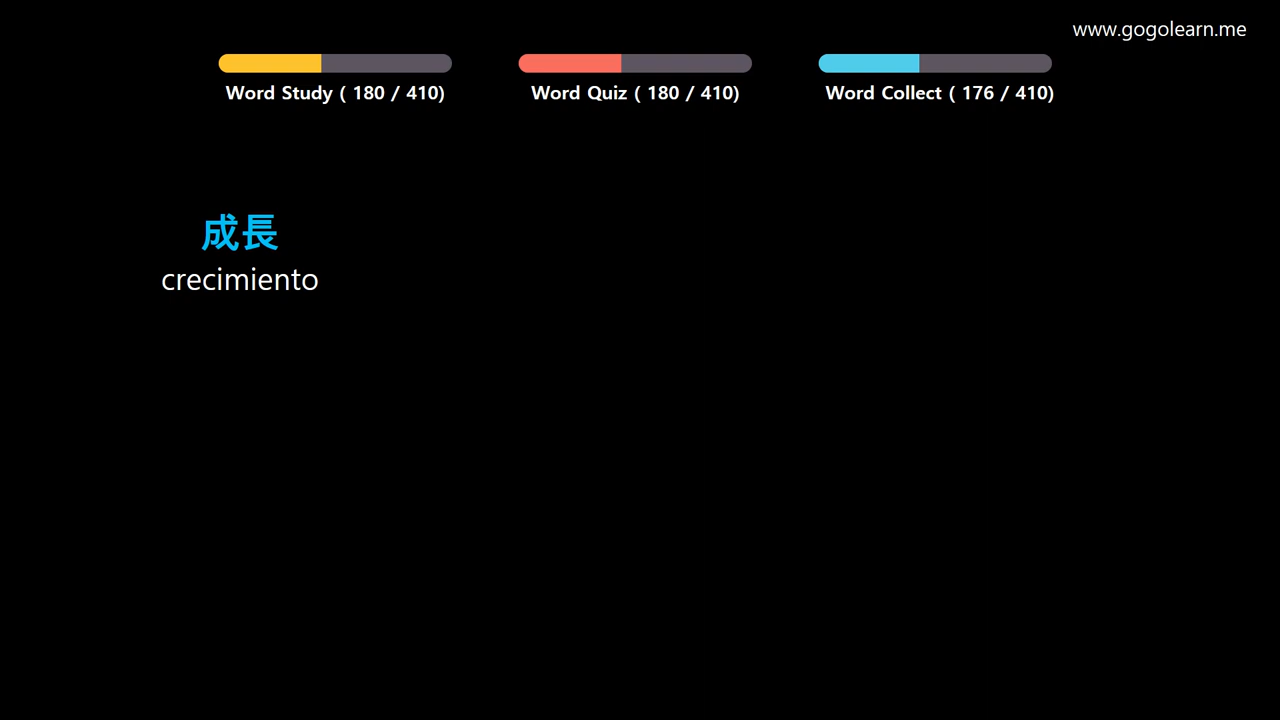 www.gogolearn.me
Word Study ( 180 / 410)
Word Quiz ( 180 / 410)
Word Collect ( 176 / 410)
成長
crecimiento